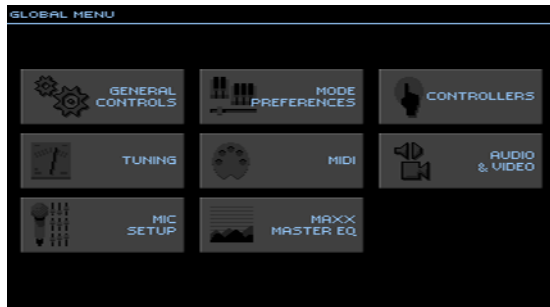 GLOBAL MENU
GENERAL
CONTROLS
MODE
PREFERENCES
CONTROLLERS
TUNING
MIDI
AUDIO
& VIDEO
MIC
SETUP
MAXX
MASTER EQ